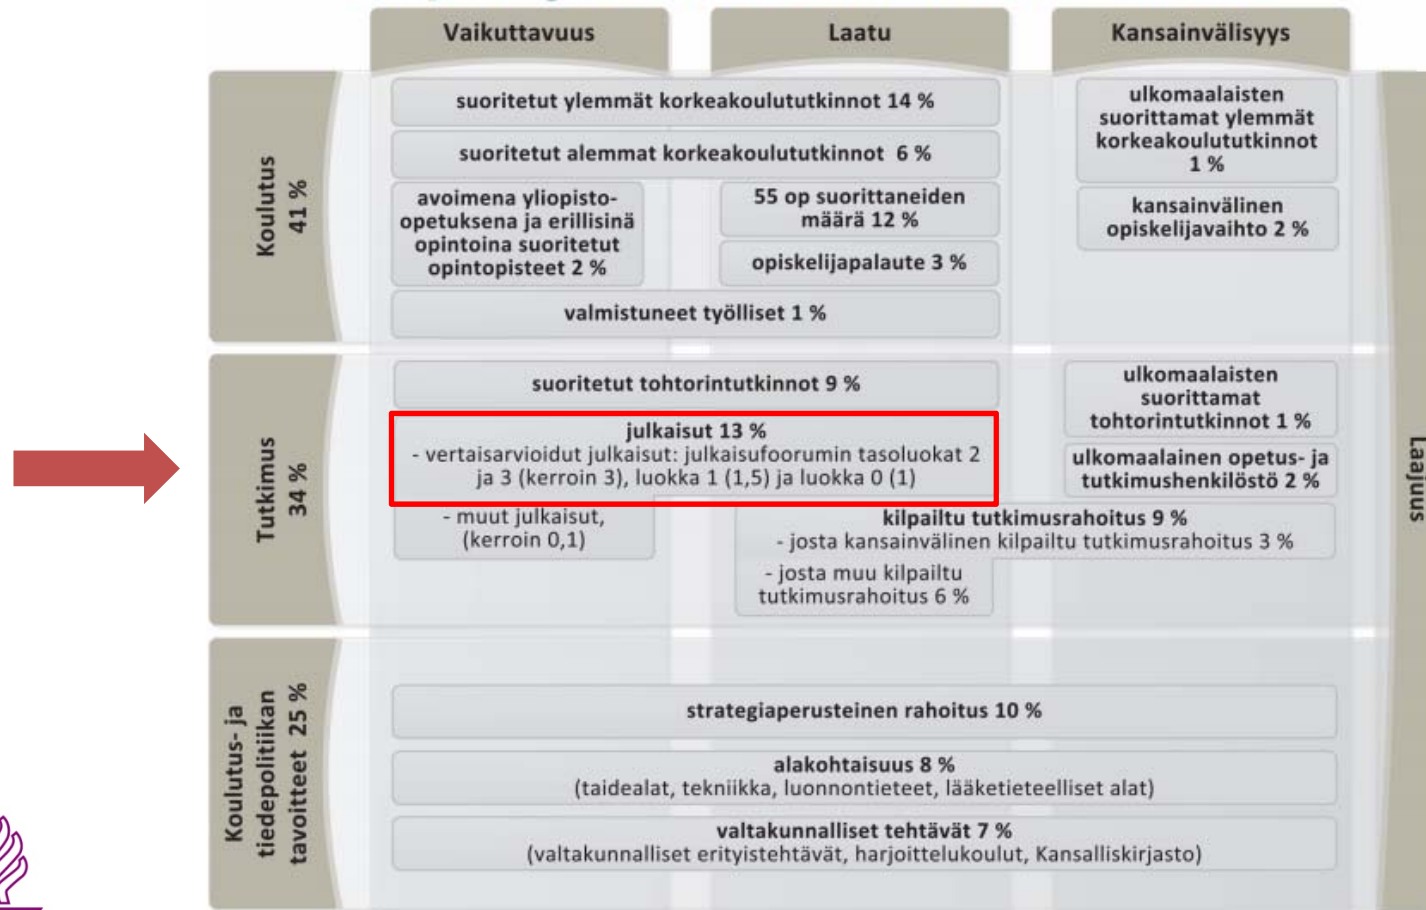 Vaikuttavuus
Laatu
Kansainvälisyys
Koulutus
41 %
suoritetut ylemmät korkeakoulututkinnot 14 %
suoritetut alemmat korkeakoulututkinnot 6 %
avoimena yliopisto-
opetuksena ja erillisinä
opintoina suoritetut
opintopisteet 2 %
55 op suorittaneiden
määrä 12 %
opiskelijapalaute 3 %
valmistuneet työlliset 1 %
ulkomaalaisten
suorittamat ylemmät
korkeakoulututkinnot
1 %
kansainvälinen
opiskelijavaihto 2 %
Tutkimus
34 %
suoritetut tohtorintutkinnot 9 %
julkaisut 13 %
- vertaisarvioidut julkaisut: julkaisufoorumin tasoluokat 2
ja 3 (kerroin 3), luokka 1 (1,5) ja luokka 0 (1)
- muut julkaisut,
(kerroin 0,1)
ulkomaalaisten
suorittamat
tohtorintutkinnot 1 %
ulkomaalainen opetus- ja
tutkimushenkilöstö 2 %
kilpailtu tutkimusrahoitus 9 %
- josta kansainvälinen kilpailtu tutkimusrahoitus 3 %
- josta muu kilpailtu
tutkimusrahoitus 6 %
Koulutus- ja
tiedepolitiikan
tavoitteet 25 %
strategiaperusteinen rahoitus 10 %
alakohtaisuus 8 %
(taidealat, tekniikka, luonnontieteet, lääketieteelliset alat)
valtakunnalliset tehtävät 7 %
(valtakunnalliset erityistehtävät, harjoittelukoulut, Kansalliskirjasto)
Laajuus